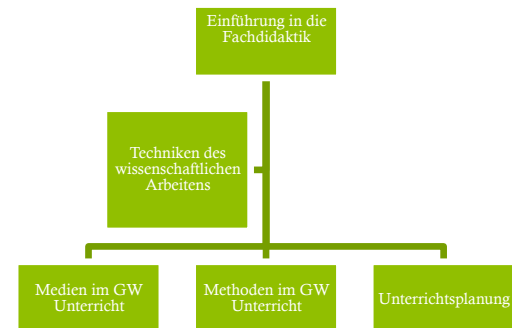 Einführung in die
Fachdidaktik
Techniken des
wissenschaftlichen
Arbeitens
Medien im GW
Unterricht
Methoden im GW
Unterricht
Unterrichtsplanung